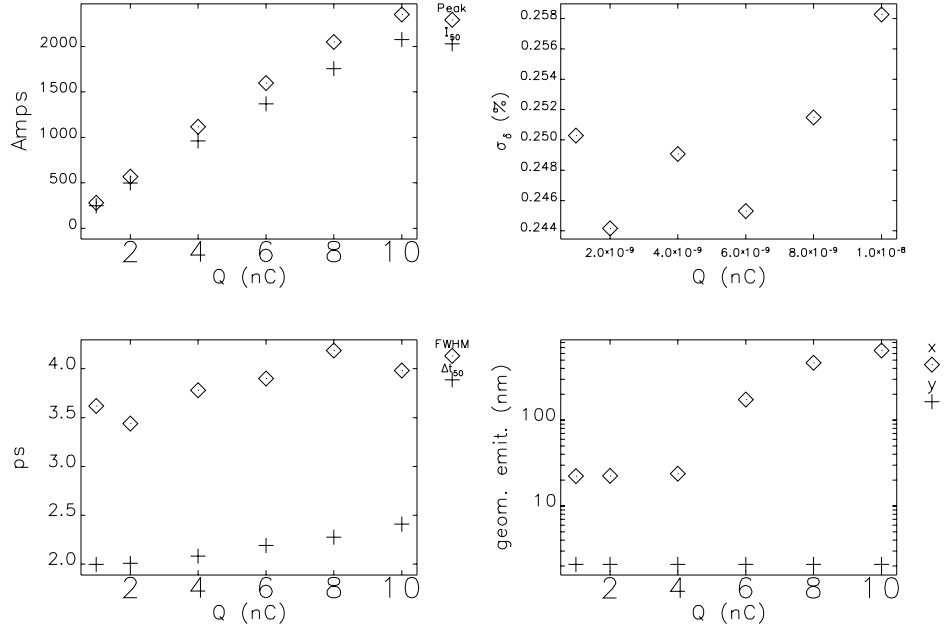 Peak
I50
2000
1500
1000
500
0
Amps
2 4 6 8 10
Q (nC)
0.258
0.256
0.254
0.252
0.250
0.248
0.246
0.244
σδ (%)
2.0×10⁻⁹ 4.0×10⁻⁹ 6.0×10⁻⁹ 8.0×10⁻⁹ 1.0×10⁻⁸
Q (nC)
FWHM
Δt50
4.0
3.5
3.0
2.5
2.0
ps
2 4 6 8 10
Q (nC)
x
y
100
10
geom. emit. (nm)
2 4 6 8 10
Q (nC)